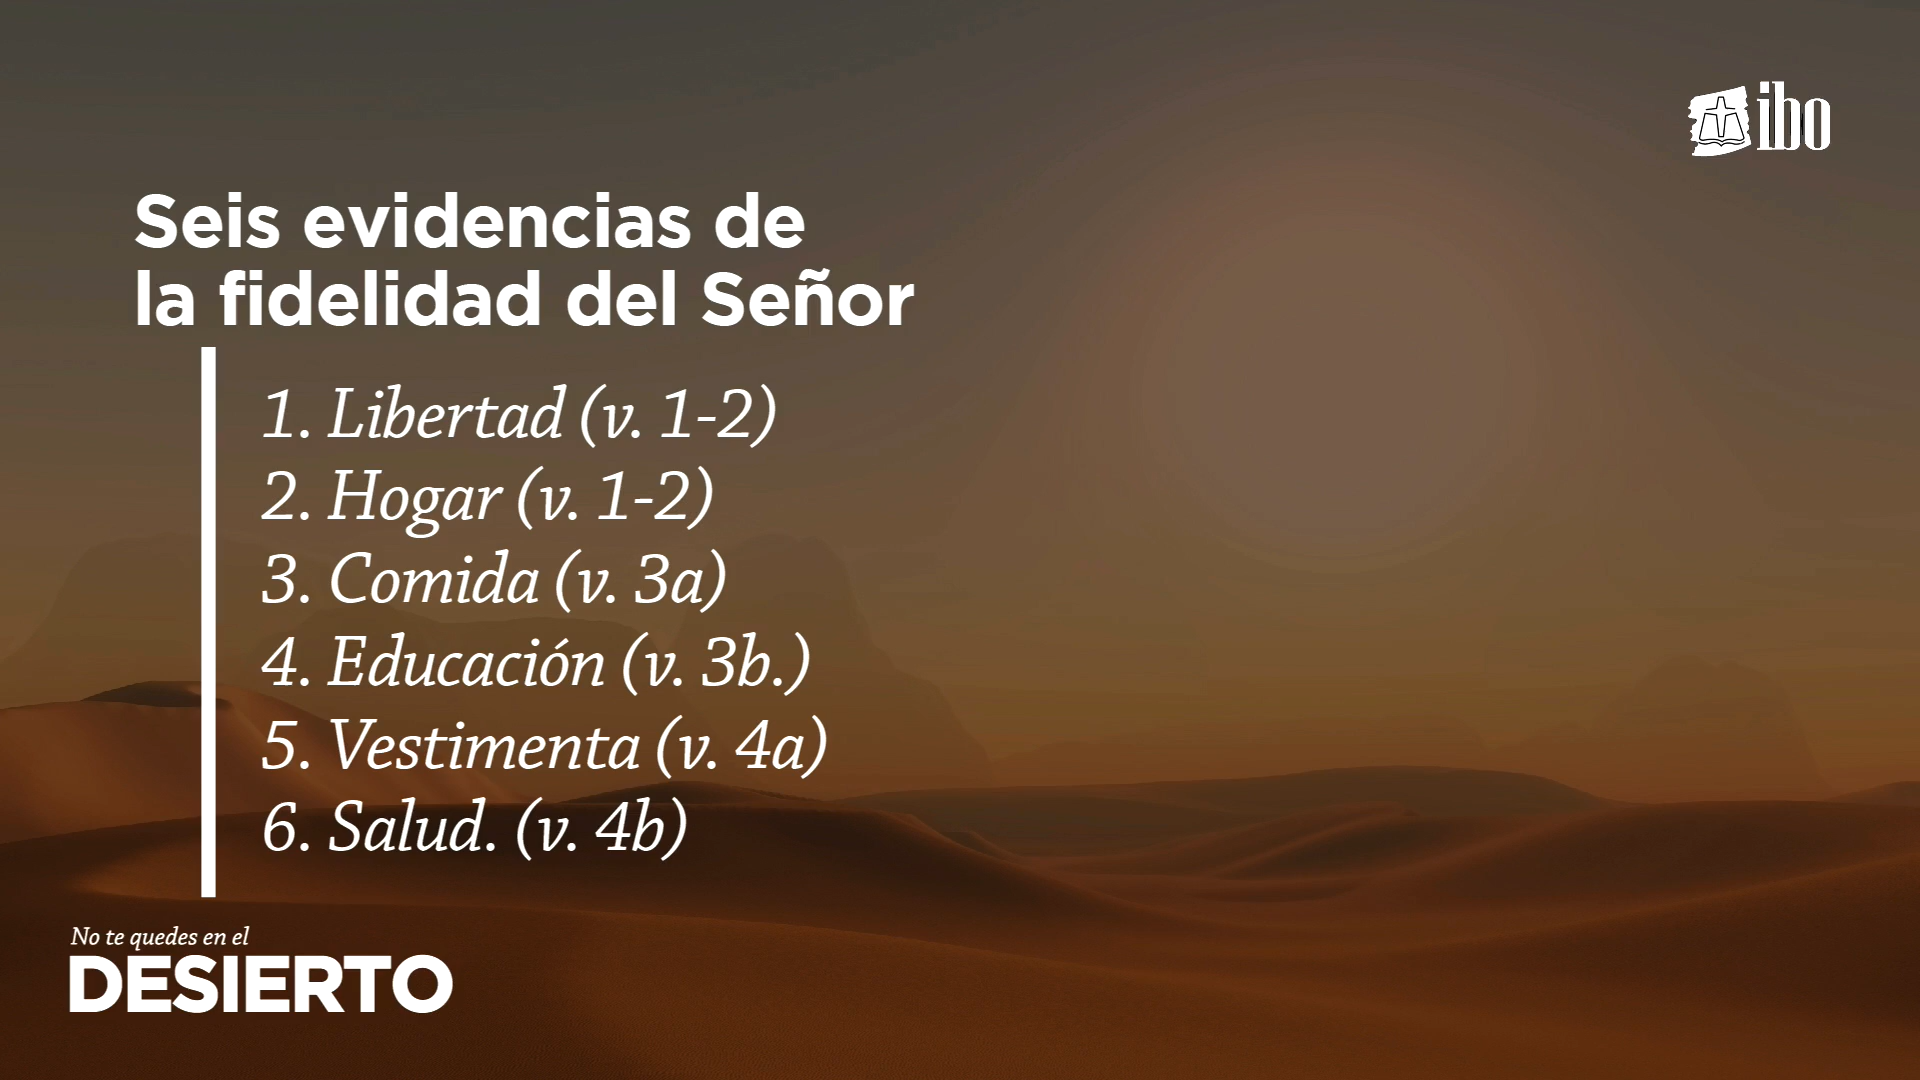 ibo
Seis evidencias de
la fidelidad del Señor
1. Libertad (v. 1-2)
2. Hogar (v. 1-2)
3. Comida (v. 3a)
4. Educación (v. 3b.)
5. Vestimenta (v. 4a)
6. Salud. (v. 4b)
No te quedes en el
DESIERTO